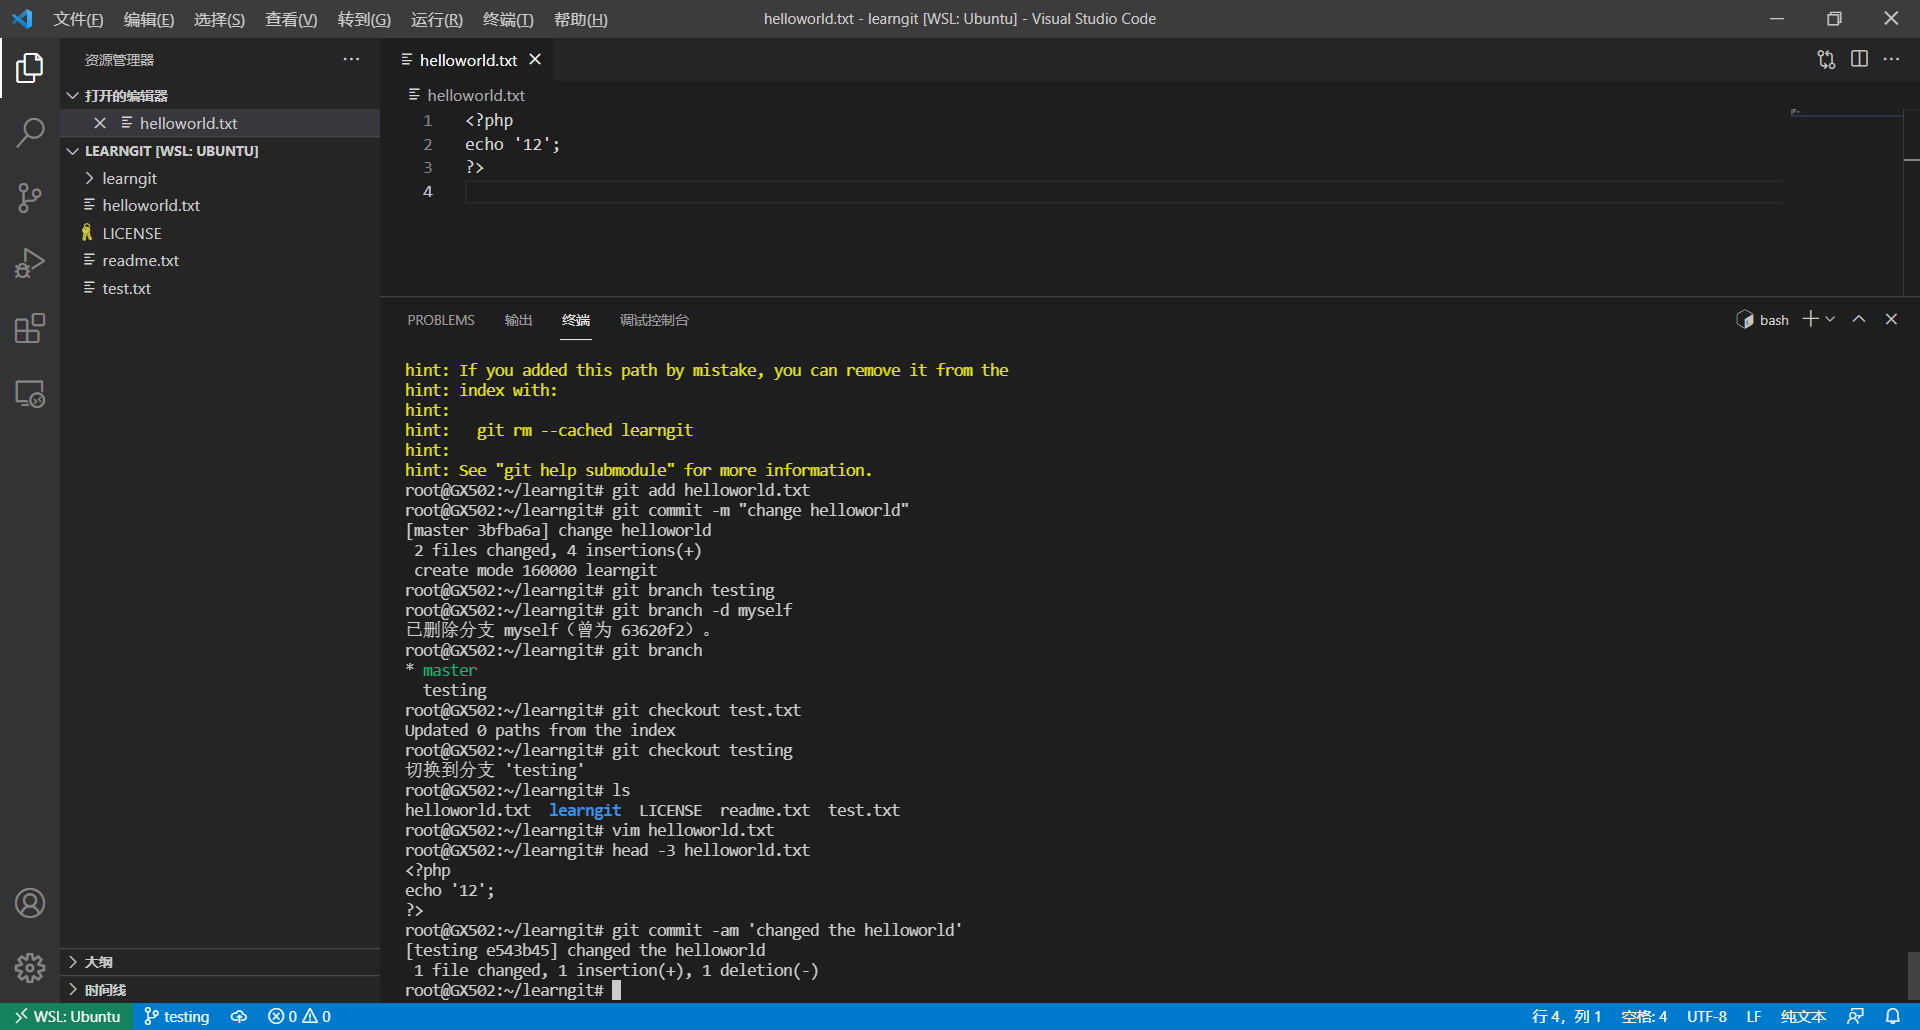 文件(F) 编辑(E) 选择(S) 查看(V) 转到(G) 运行(R) 终端(T) 帮助(H)
helloworld.txt - learngit [WSL: Ubuntu] - Visual Studio Code
资源管理器
打开的编辑器
helloworld.txt
LEARNGIT [WSL: UBUNTU]
learngit
helloworld.txt
LICENSE
readme.txt
test.txt
大纲
时间线
helloworld.txt
helloworld.txt
1 <?php
2 echo '12';
3 ?>
4
PROBLEMS 输出 终端 调试控制台
bash
hint: If you added this path by mistake, you can remove it from the
hint: index with:
hint:
hint:   git rm --cached learngit
hint:
hint: See "git help submodule" for more information.
root@GX502:~/learngit# git add helloworld.txt
root@GX502:~/learngit# git commit -m "change helloworld"
[master 3bfba6a] change helloworld
 2 files changed, 4 insertions(+)
 create mode 160000 learngit
root@GX502:~/learngit# git branch testing
root@GX502:~/learngit# git branch -d myself
已删除分支 myself（曾为 63620f2）。
root@GX502:~/learngit# git branch
* master
  testing
root@GX502:~/learngit# git checkout test.txt
Updated 0 paths from the index
root@GX502:~/learngit# git checkout testing
切换到分支 'testing'
root@GX502:~/learngit# ls
helloworld.txt  learngit  LICENSE  readme.txt  test.txt
root@GX502:~/learngit# vim helloworld.txt
root@GX502:~/learngit# head -3 helloworld.txt
<?php
echo '12';
?>
root@GX502:~/learngit# git commit -am 'changed the helloworld'
[testing e543b45] changed the helloworld
 1 file changed, 1 insertion(+), 1 deletion(-)
root@GX502:~/learngit#
WSL: Ubuntu testing 0 0 行 4，列 1 空格: 4 UTF-8 LF 纯文本